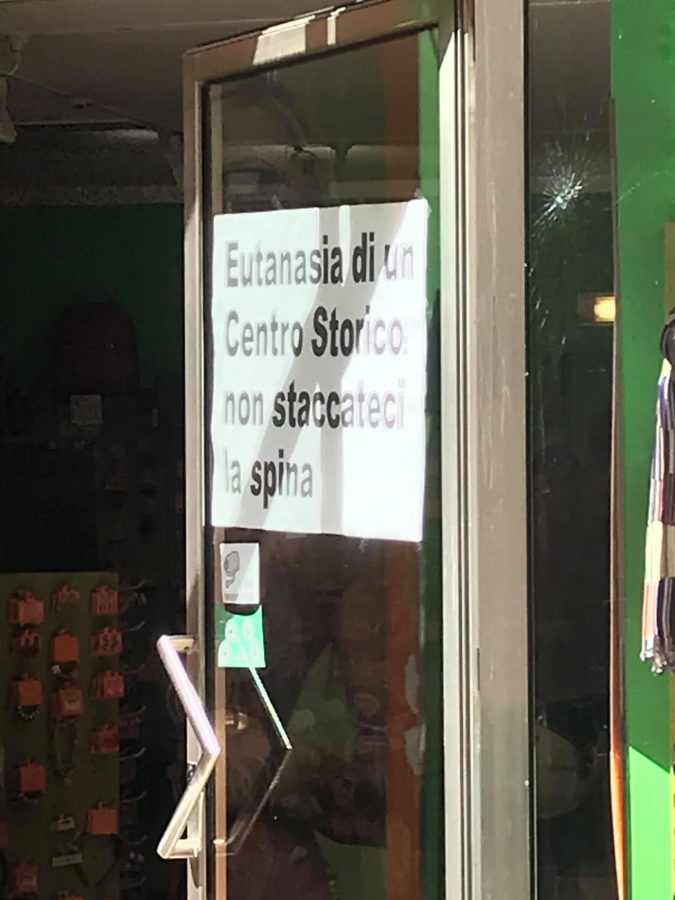 Eutanasia di un
Centro Storico:
non staccateci
la spina